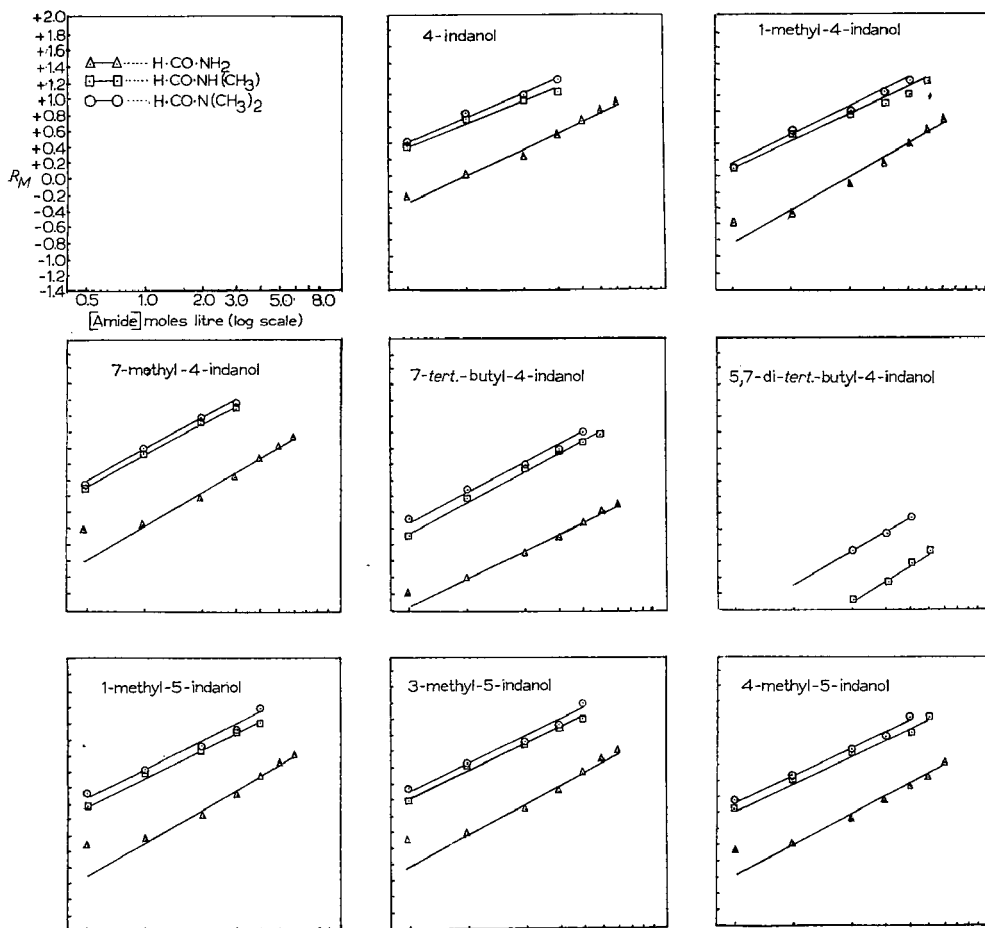 +2.0
+1.8
+1.6
+1.4
+1.2
+1.0
+0.8
+0.6
+0.4
+0.2
0.0
-0.2
-0.4
-0.6
-0.8
-1.0
-1.2
-1.4
R_M
H·CO·NH2
H·CO·NH(CH3)
H·CO·N(CH3)2
0.5 1.0 2.0 3.0 5.0 8.0
[Amide] moles litre (log scale)
4-indanol
1-methyl-4-indanol
7-methyl-4-indanol
7-tert.-butyl-4-indanol
5,7-di-tert.-butyl-4-indanol
1-methyl-5-indanol
3-methyl-5-indanol
4-methyl-5-indanol